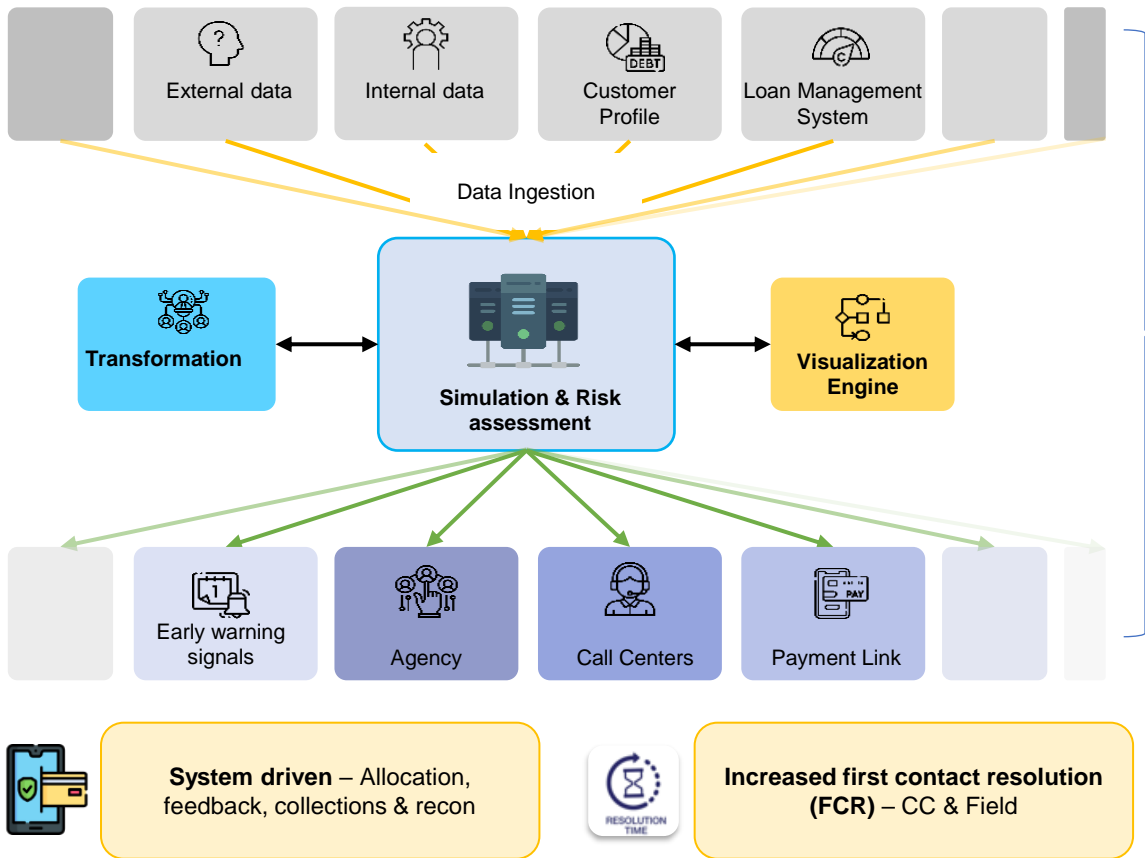 ?
DEBT
C
External data
Internal data
Customer
Profile
Loan Management
System
Data Ingestion
Transformation
Simulation & Risk
assessment
Visualization
Engine
1
PAY
Early warning
signals
Agency
Call Centers
Payment Link
System driven – Allocation,
feedback, collections & recon
RESOLUTION
TIME
Increased first contact resolution
(FCR) – CC & Field